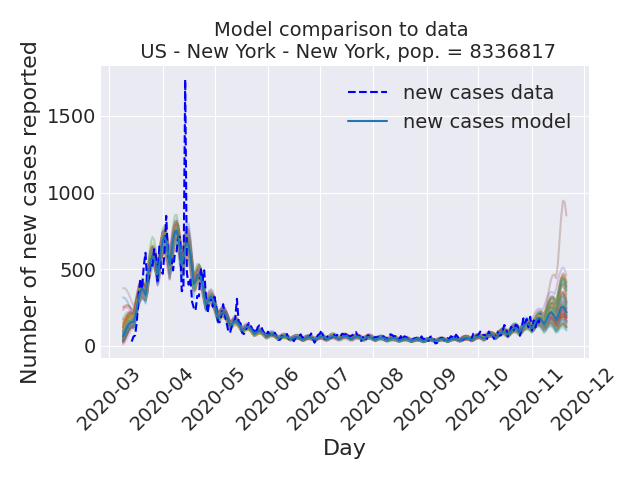 Model comparison to data
US - New York - New York, pop. = 8336817
Number of new cases reported
1500
1000
500
0
new cases data
new cases model
2020-03
2020-04
2020-05
2020-06
2020-07
2020-08
2020-09
2020-10
2020-11
2020-12
Day